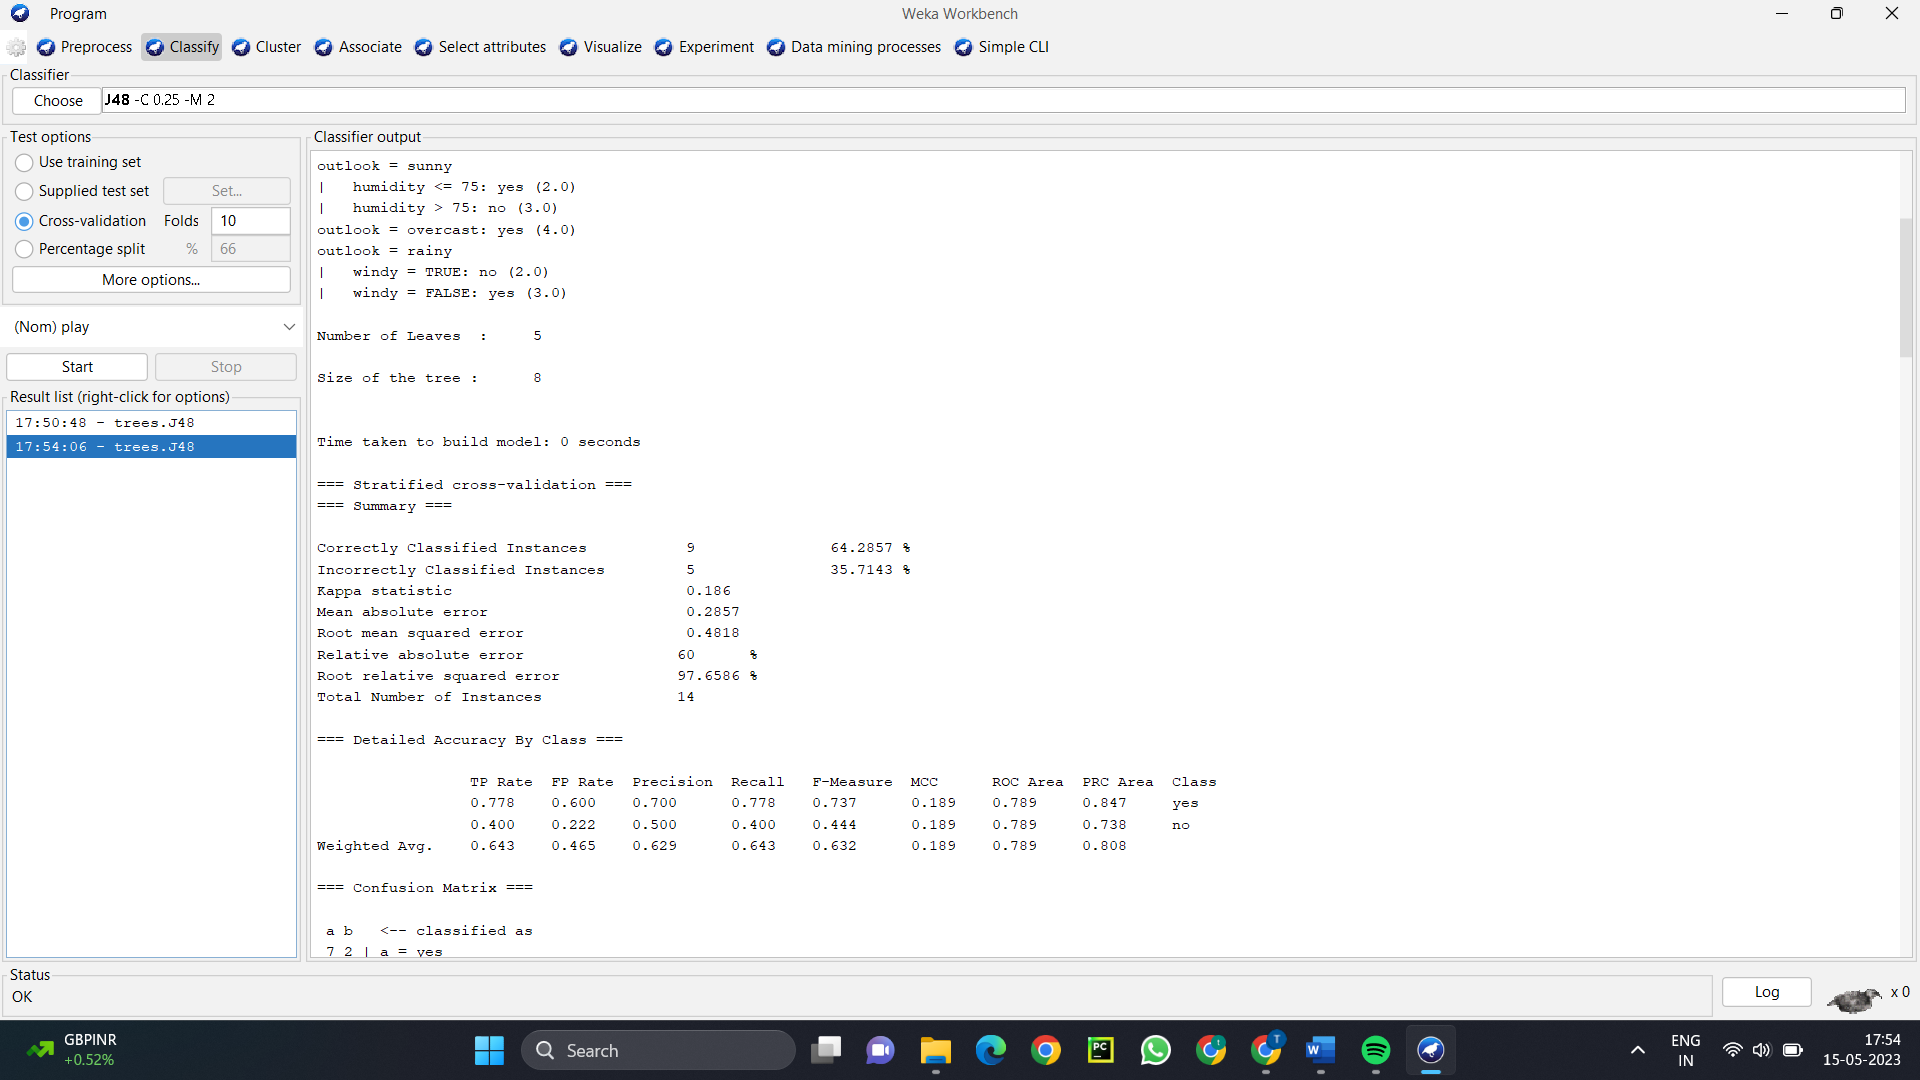 Program
Weka Workbench
Preprocess Classify Cluster Associate Select attributes Visualize Experiment Data mining processes Simple CLI
Classifier
Choose J48 -C 0.25 -M 2
Test options
Use training set
Supplied test set Set...
Cross-validation Folds 10
Percentage split % 66
More options...
(Nom) play
Start Stop
Result list (right-click for options)
17:50:48 - trees.J48
17:54:06 - trees.J48
Classifier output
outlook = sunny
| humidity <= 75: yes (2.0)
| humidity > 75: no (3.0)
outlook = overcast: yes (4.0)
outlook = rainy
| windy = TRUE: no (2.0)
| windy = FALSE: yes (3.0)
Number of Leaves : 5
Size of the tree : 8
Time taken to build model: 0 seconds
=== Stratified cross-validation ===
=== Summary ===
Correctly Classified Instances 9 64.2857 %
Incorrectly Classified Instances 5 35.7143 %
Kappa statistic 0.186
Mean absolute error 0.2857
Root mean squared error 0.4818
Relative absolute error 60 %
Root relative squared error 97.6586 %
Total Number of Instances 14
=== Detailed Accuracy By Class ===
TP Rate FP Rate Precision Recall F-Measure MCC ROC Area PRC Area Class
0.778 0.600 0.700 0.778 0.737 0.189 0.789 0.847 yes
0.400 0.222 0.500 0.400 0.444 0.189 0.789 0.738 no
Weighted Avg. 0.643 0.465 0.629 0.643 0.632 0.189 0.789 0.808
=== Confusion Matrix ===
a b <-- classified as
7 2 | a = yes
Status
OK
Log
x 0
GBPINR
+0.52%
Search
PC
t
T
W
ENG
IN
17:54
15-05-2023